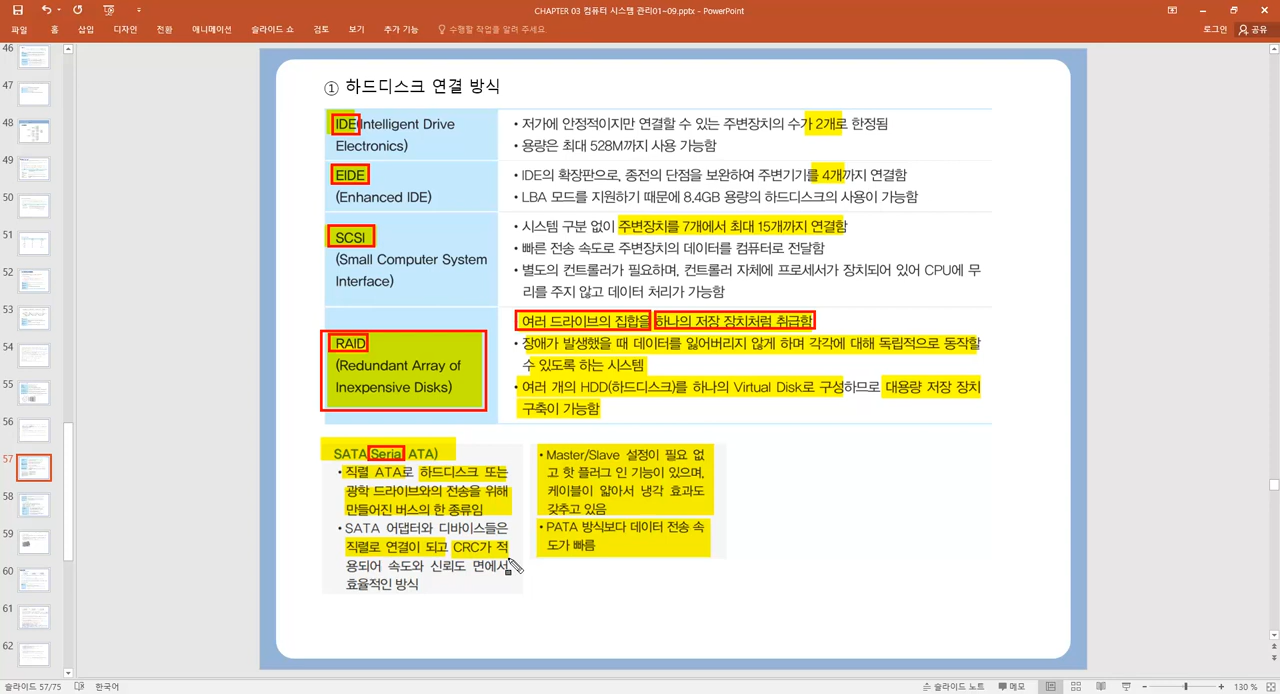 CHAPTER 03 컴퓨터 시스템 관리01~09.pptx - PowerPoint
파일 홈 삽입 디자인 전환 애니메이션 슬라이드 쇼 검토 보기 추가 기능 수행할 작업을 알려 주세요.
로그인 공유
46
47
48
49
50
51
52
53
54
55
56
57
58
59
60
61
62
① 하드디스크 연결 방식
IDE(Intelligent Drive
Electronics)
• 저가에 안정적이지만 연결할 수 있는 주변장치의 수가 2개로 한정됨
• 용량은 최대 528M까지 사용 가능함
EIDE
(Enhanced IDE)
• IDE의 확장판으로, 종전의 단점을 보완하여 주변기기를 4개까지 연결함
• LBA 모드를 지원하기 때문에 8.4GB 용량의 하드디스크의 사용이 가능함
SCSI
(Small Computer System
Interface)
• 시스템 구분 없이 주변장치를 7개에서 최대 15개까지 연결함
• 빠른 전송 속도로 주변장치의 데이터를 컴퓨터로 전달함
• 별도의 컨트롤러가 필요하며, 컨트롤러 자체에 프로세서가 장치되어 있어 CPU에 무
리를 주지 않고 데이터 처리가 가능함
RAID
(Redundant Array of
Inexpensive Disks)
• 여러 드라이브의 집합을 하나의 저장 장치처럼 취급함
• 장애가 발생했을 때 데이터를 잃어버리지 않게 하며 각각에 대해 독립적으로 동작할
수 있도록 하는 시스템
• 여러 개의 HDD(하드디스크)를 하나의 Virtual Disk로 구성하므로 대용량 저장 장치
구축이 가능함
SATA(Serial ATA)
• 직렬 ATA로 하드디스크 또는
광학 드라이브와의 전송을 위해
만들어진 버스의 한 종류임
• SATA 어댑터와 디바이스들은
직렬로 연결이 되고 CRC가 적
용되어 속도와 신뢰도 면에서
효율적인 방식
• Master/Slave 설정이 필요 없
고 핫 플러그 인 기능이 있으며,
케이블이 얇아서 냉각 효과도
갖추고 있음
• PATA 방식보다 데이터 전송 속
도가 빠름
슬라이드 57/75 한국어
슬라이드 노트 메모 130 %